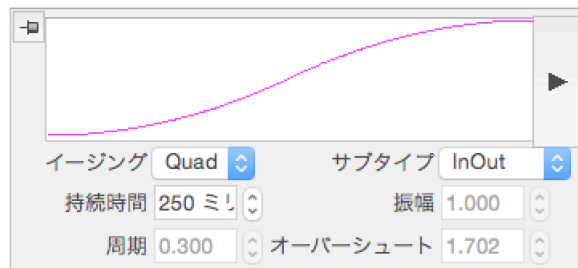 イージング Quad サブタイプ InOut
持続時間 250 ミリ 振幅 1.000
周期 0.300 オーバーシュート 1.702